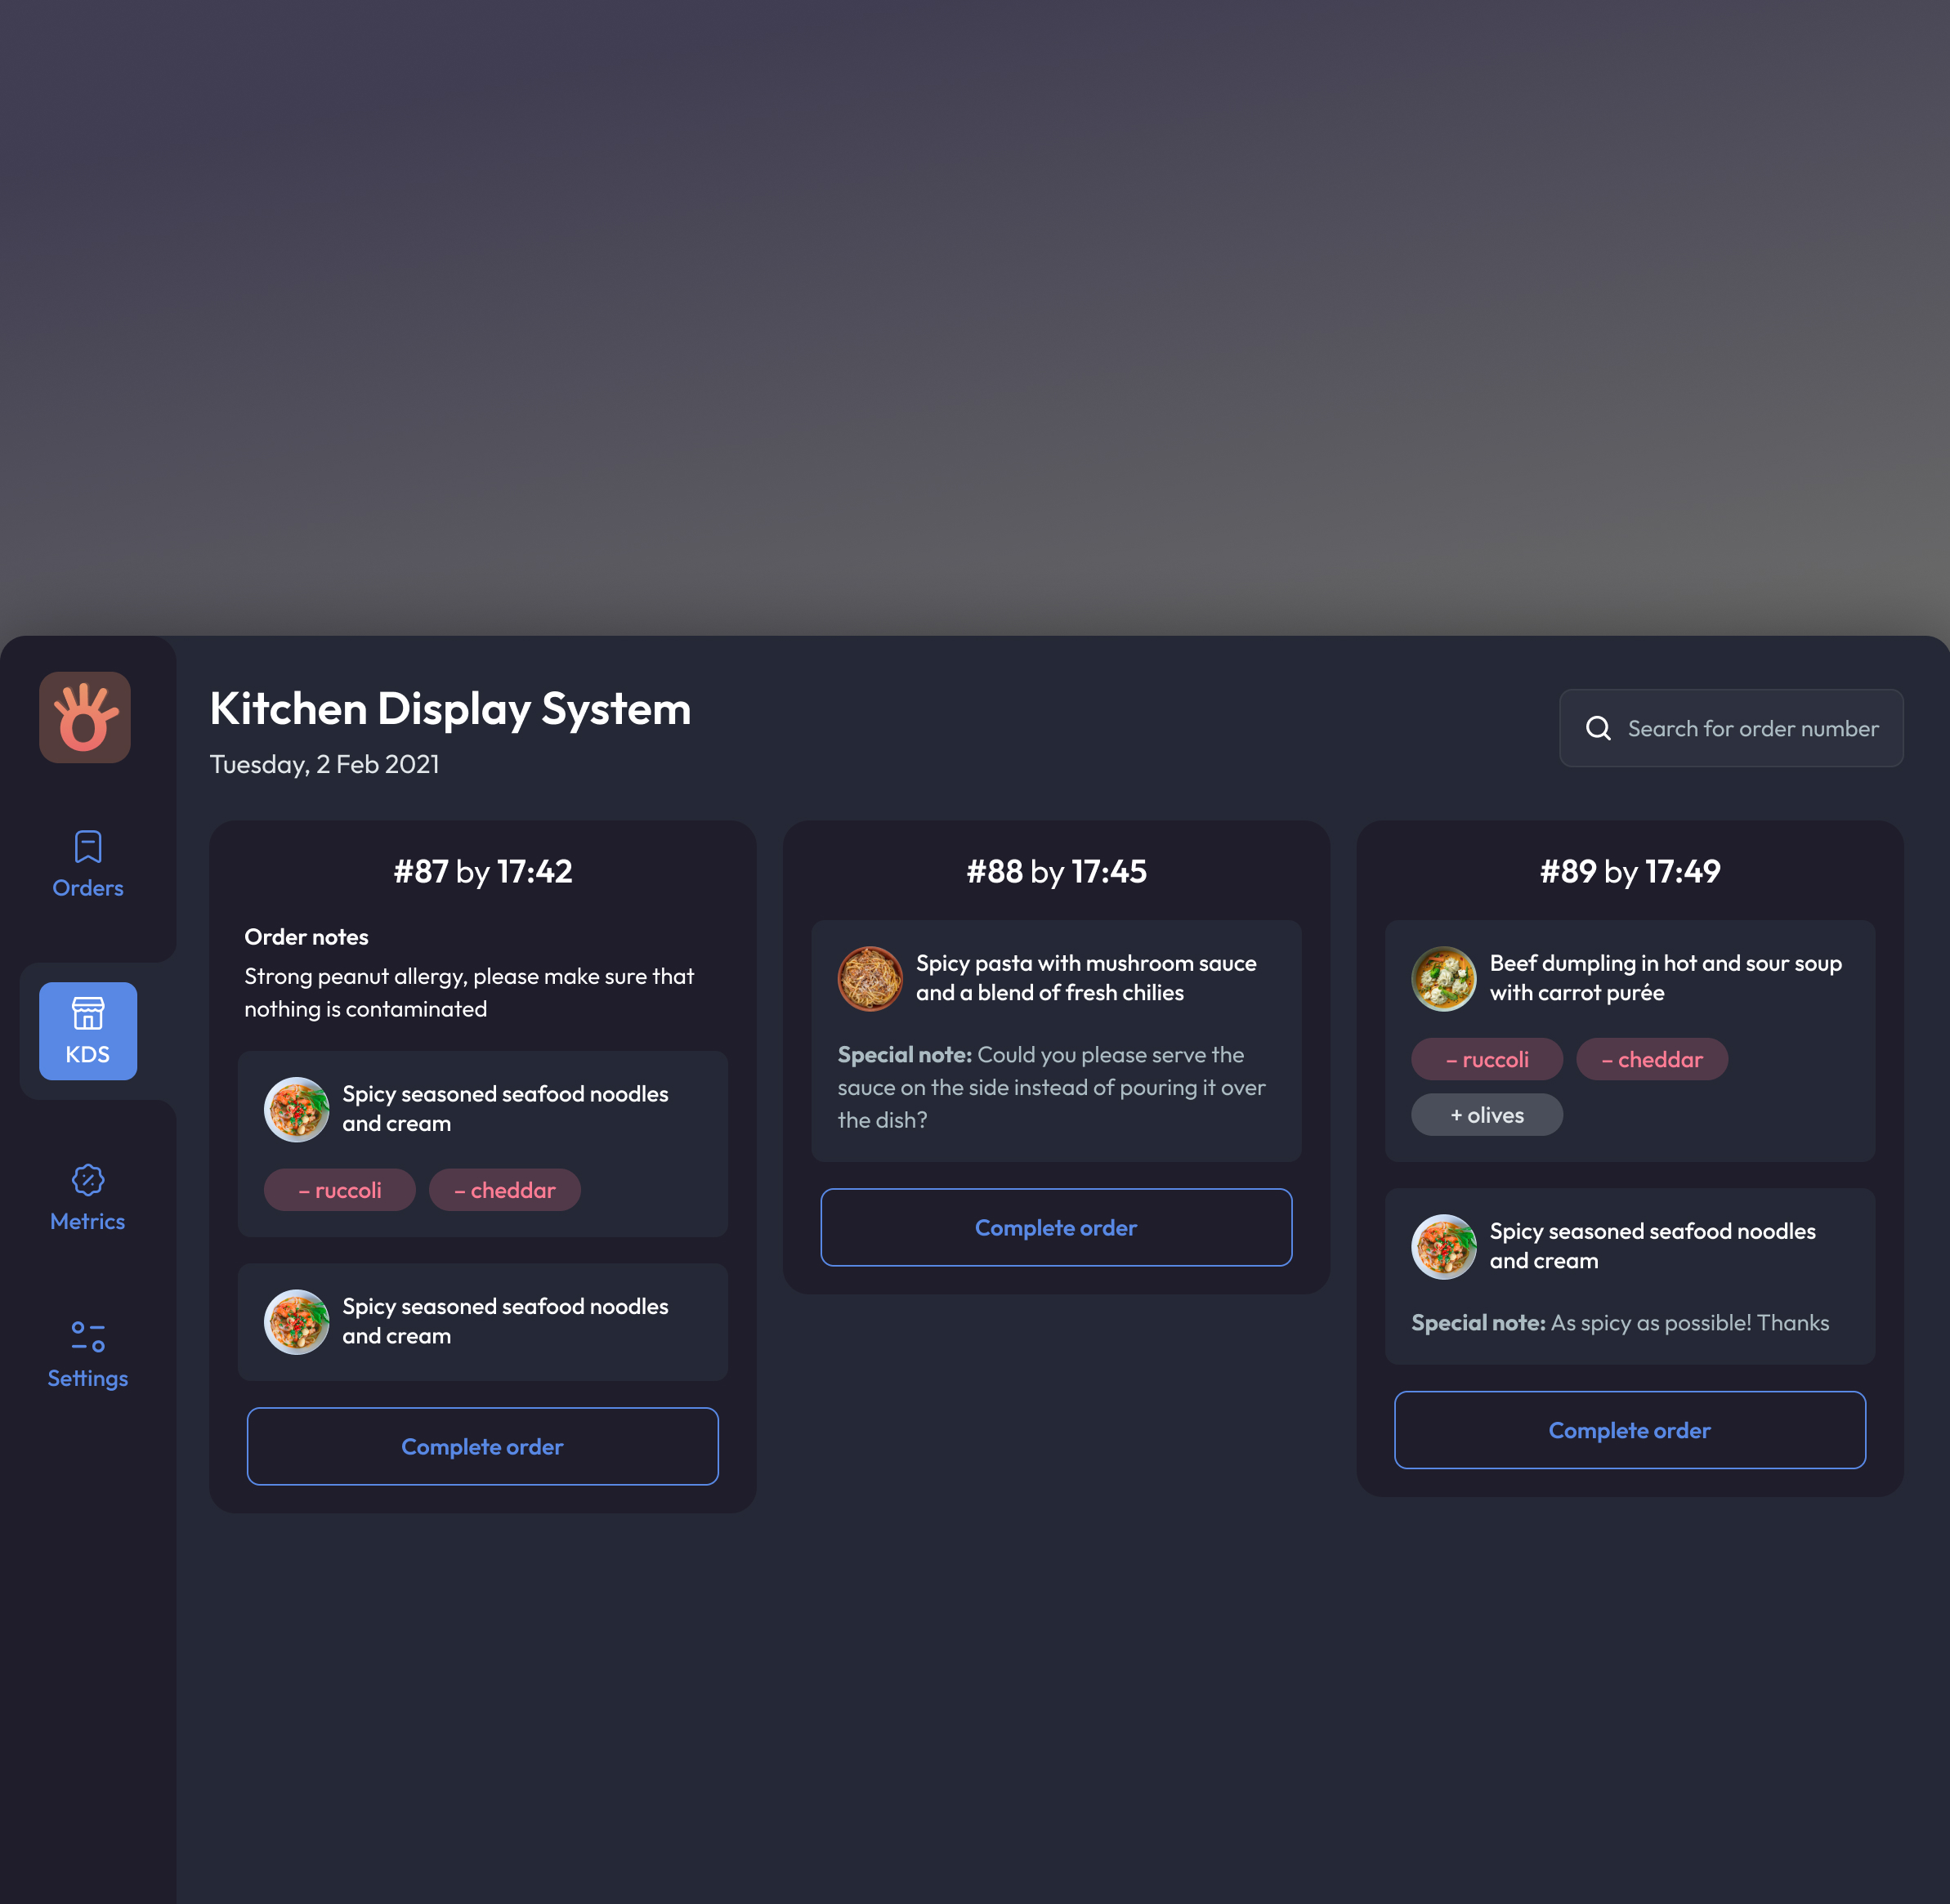 Kitchen Display System
Tuesday, 2 Feb 2021
Search for order number
Orders
KDS
Metrics
Settings
#87 by 17:42
Order notes
Strong peanut allergy, please make sure that
nothing is contaminated
Spicy seasoned seafood noodles
and cream
– ruccoli
– cheddar
Spicy seasoned seafood noodles
and cream
Complete order
#88 by 17:45
Spicy pasta with mushroom sauce
and a blend of fresh chilies
Special note: Could you please serve the
sauce on the side instead of pouring it over
the dish?
Complete order
#89 by 17:49
Beef dumpling in hot and sour soup
with carrot purée
– ruccoli
– cheddar
+ olives
Spicy seasoned seafood noodles
and cream
Special note: As spicy as possible! Thanks
Complete order